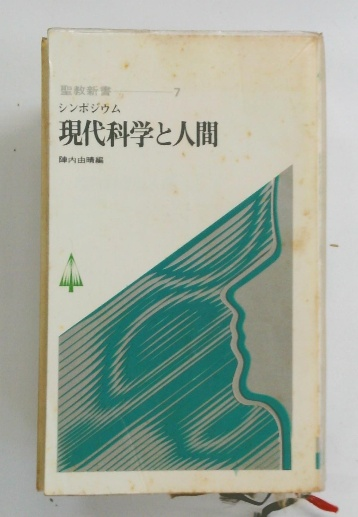 聖教新書 7
シンポジウム
現代科学と人間
陣内由晴編